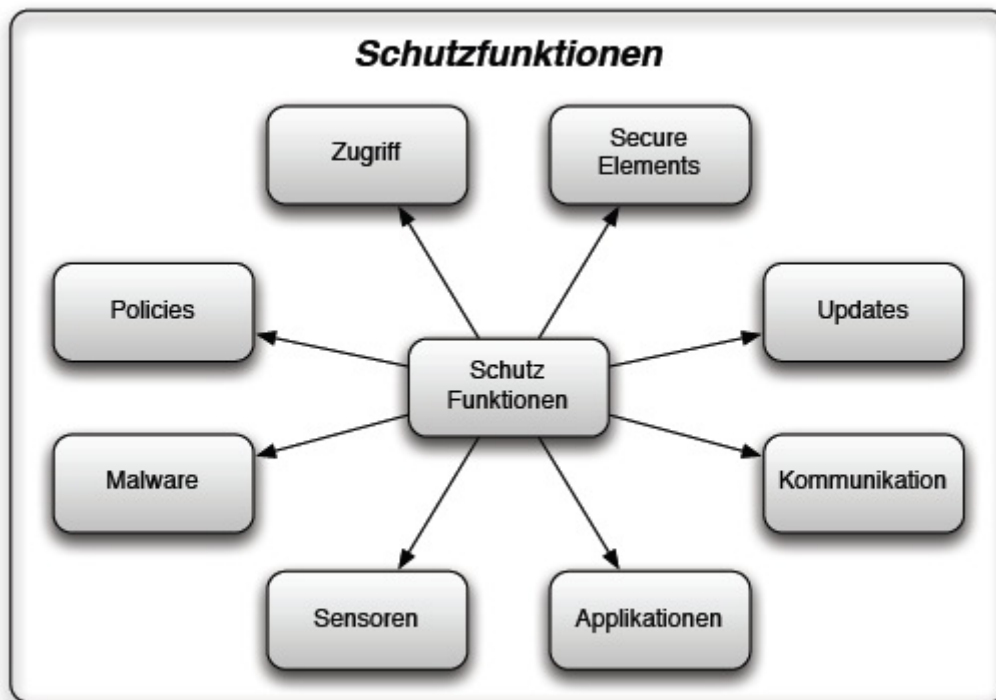 Schutzfunktionen
Zugriff
Secure
Elements
Policies
Updates
Schutz
Funktionen
Malware
Kommunikation
Sensoren
Applikationen